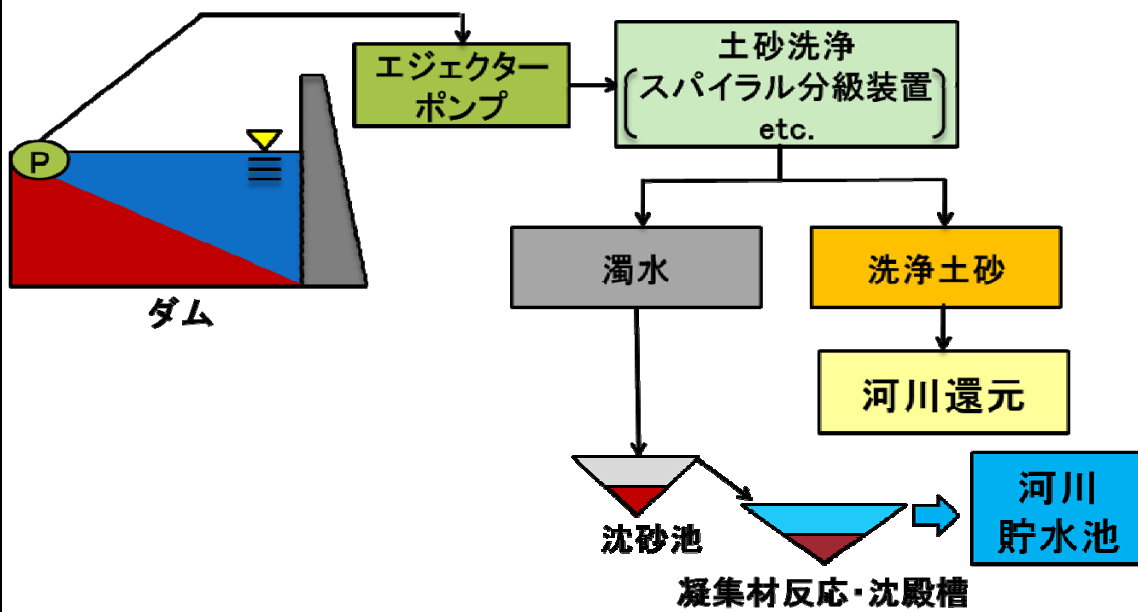 エジェクター
ポンプ
土砂洗浄
スパイラル分級装置
etc.
P
ダム
濁水
洗浄土砂
河川還元
沈砂池
河川
貯水池
凝集材反応・沈殿槽